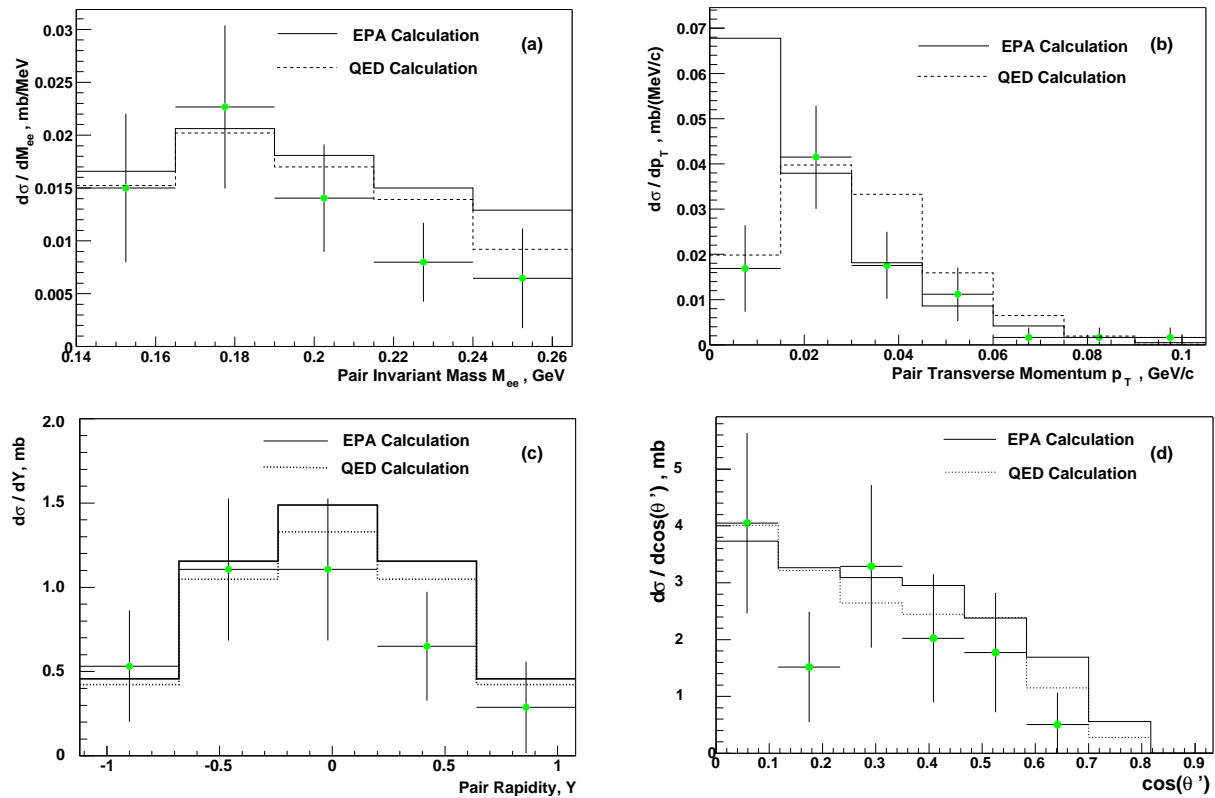 EPA Calculation
QED Calculation
(a)
dσ / dM_ee , mb/MeV
0.03
0.025
0.02
0.015
0.01
0.005
0
0.14 0.16 0.18 0.2 0.22 0.24 0.26
Pair Invariant Mass M_ee , GeV
EPA Calculation
QED Calculation
(b)
dσ / dp_T , mb/(MeV/c)
0.07
0.06
0.05
0.04
0.03
0.02
0.01
0
0 0.02 0.04 0.06 0.08 0.1
Pair Transverse Momentum p_T , GeV/c
EPA Calculation
QED Calculation
(c)
dσ / dY, mb
2.0
1.5
1.0
0.5
0
-1 -0.5 0 0.5 1
Pair Rapidity, Y
EPA Calculation
QED Calculation
(d)
dσ / dcos(θ ’) , mb
5
4
3
2
1
0
0 0.1 0.2 0.3 0.4 0.5 0.6 0.7 0.8 0.9
cos(θ ’)